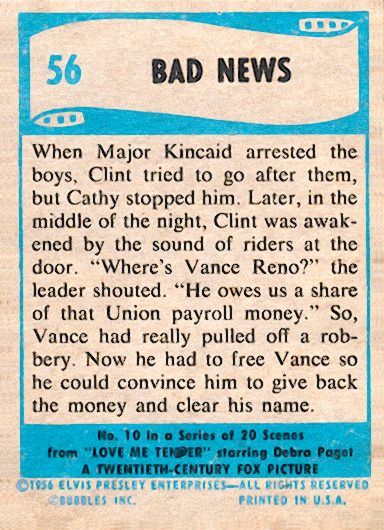 56
BAD NEWS
When Major Kincaid arrested the
boys, Clint tried to go after them,
but Cathy stopped him. Later, in the
middle of the night, Clint was awak-
ened by the sound of riders at the
door. "Where's Vance Reno?" the
leader shouted. "He owes us a share
of that Union payroll money." So,
Vance had really pulled off a rob-
bery. Now he had to free Vance so
he could convince him to give back
the money and clear his name.
No. 10 in a Series of 20 Scenes
from "LOVE ME TENDER" starring Debra Paget
A TWENTIETH-CENTURY FOX PICTURE
©1956 ELVIS PRESLEY ENTERPRISES—ALL RIGHTS RESERVED
©BUBBLES INC. PRINTED IN U.S.A.